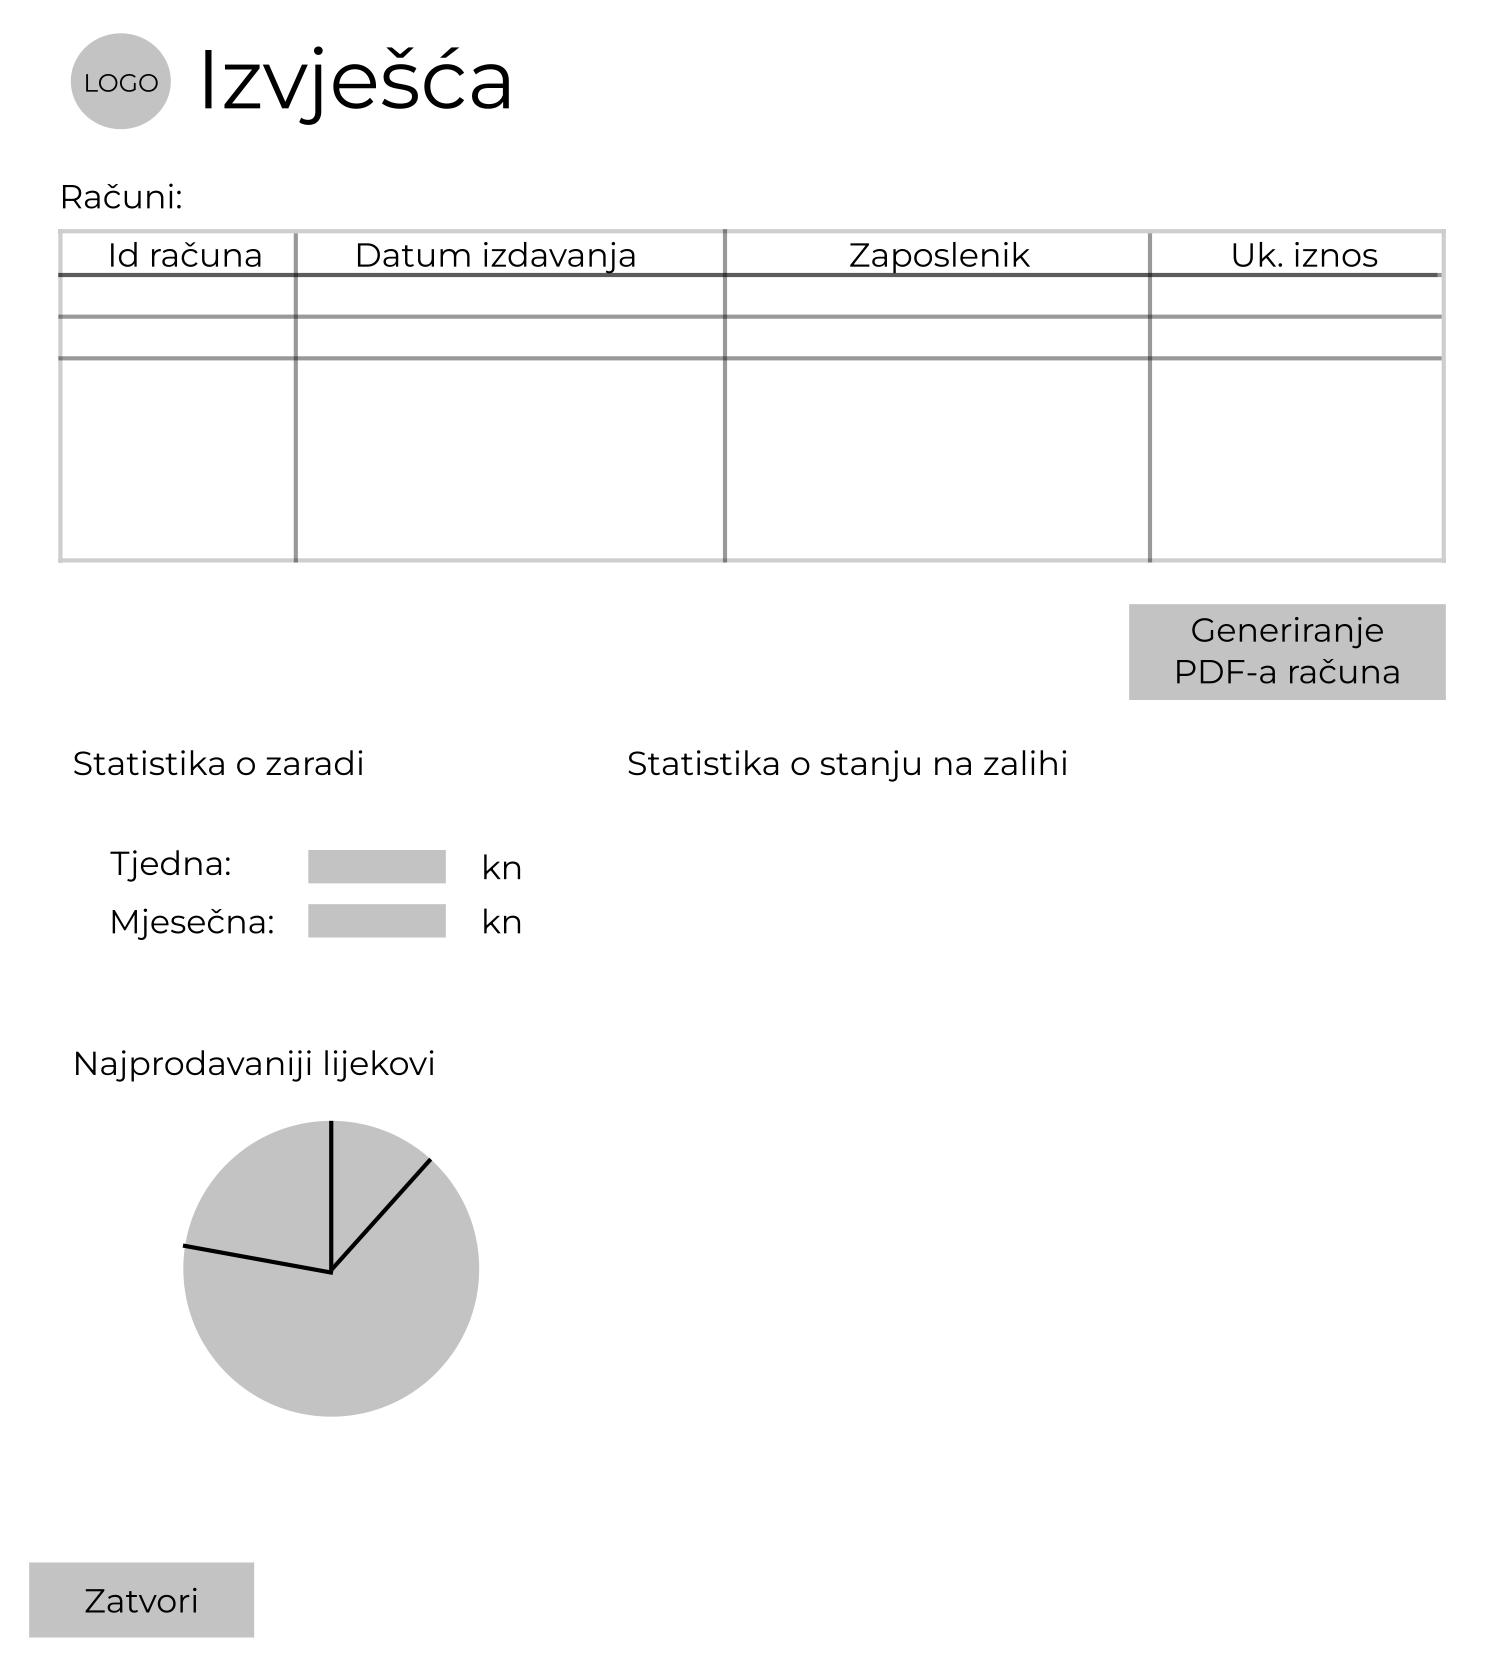 LOGO
Izvješća
Računi:
Id računa Datum izdavanja Zaposlenik Uk. iznos
Generiranje
PDF-a računa
Statistika o zaradi Statistika o stanju na zalihi
Tjedna: kn
Mjesečna: kn
Najprodavaniji lijekovi
Zatvori